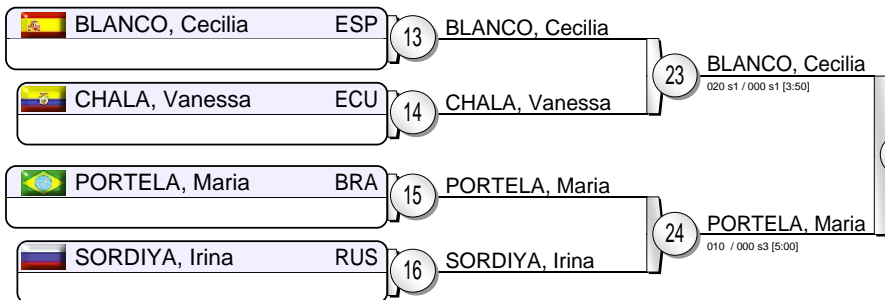 BLANCO, Cecilia ESP
13
BLANCO, Cecilia
CHALA, Vanessa ECU
14
CHALA, Vanessa
23
BLANCO, Cecilia
020 s1 / 000 s1 [3:50]
PORTELA, Maria BRA
15
PORTELA, Maria
SORDIYA, Irina RUS
16
SORDIYA, Irina
24
PORTELA, Maria
010 / 000 s3 [5:00]